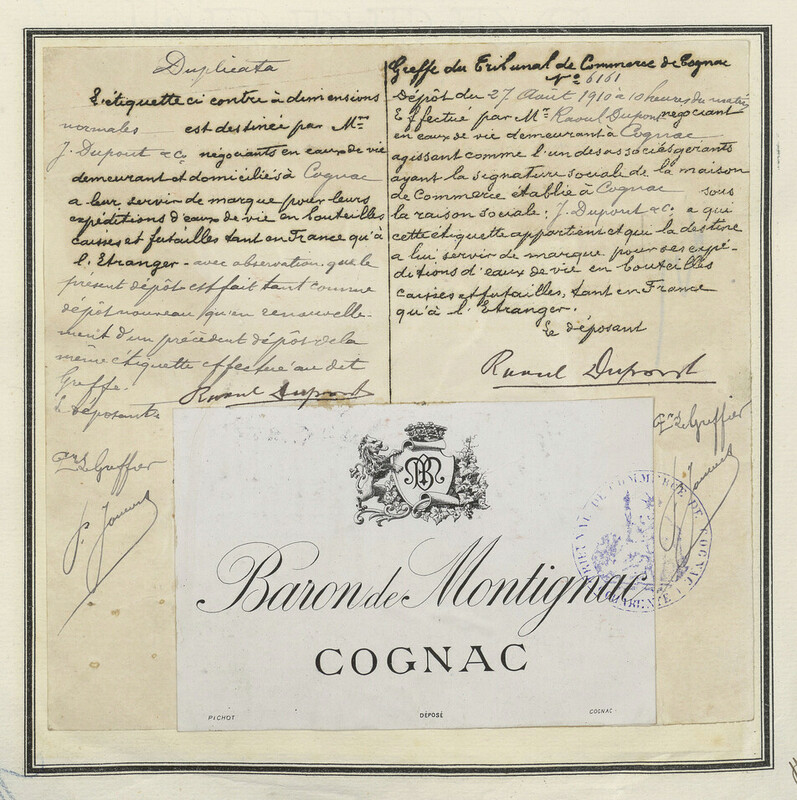 Duplicata
L'étiquette ci contre à dimensions
normales est destinée par Mrs
J. Dupont & Co négociants en eaux de vie
demeurant et domiciliés à Cognac
a leur servir de marque pour leurs
expéditions d'eaux de vie en bouteilles
caisses et futailles tant en France qu'à
l'Etranger - avec observation que le
présent dépôt est fait tant comme
dépôt nouveau qu'en renouvelle-
ment d'un précédent dépôt de la
même étiquette effectué au dit
Greffe.
Le déposant
Raoul Dupont
Le Greffier
Greffe du Tribunal de Commerce de Cognac
No 6161
Dépôt du 27 Août 1910 à 10 heures du matin
Effectué par Mr Raoul Dupont négociant
en eaux de vie demeurant à Cognac
agissant comme l'un des associés gérants
ayant la signature sociale de la maison
de Commerce établie à Cognac sous
la raison sociale: J. Dupont & Co a qui
cette étiquette appartient et qui la destine
a lui servir de marque pour ses expé-
ditions d'eaux de vie en bouteilles
caisses et futailles, tant en France
qu'à l'Etranger.
Le déposant
Raoul Dupont
Le Greffier
TRIBUNAL DE COMMERCE DE COGNAC
CHARENTE
Baron de Montignac
COGNAC
PICHOT DÉPOSÉ COGNAC